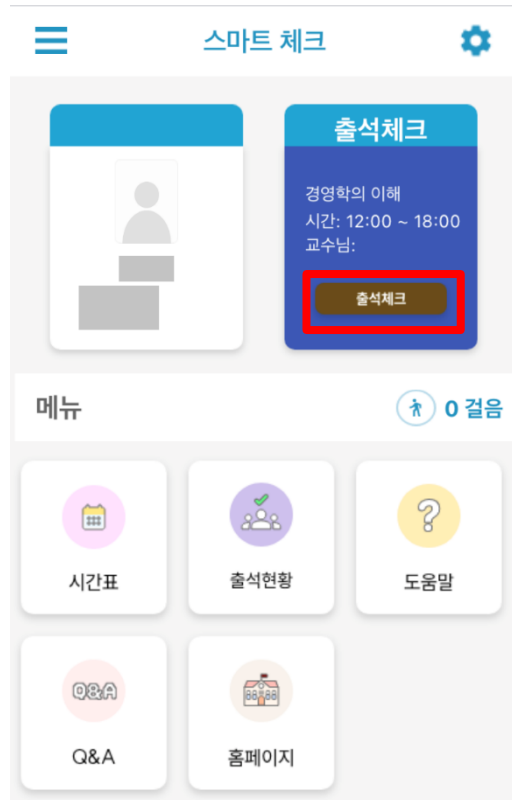 스마트 체크
출석체크
경영학의 이해
시간: 12:00 ~ 18:00
교수님:
출석체크
메뉴
0 걸음
시간표
출석현황
도움말
Q&A
Q&A
홈페이지